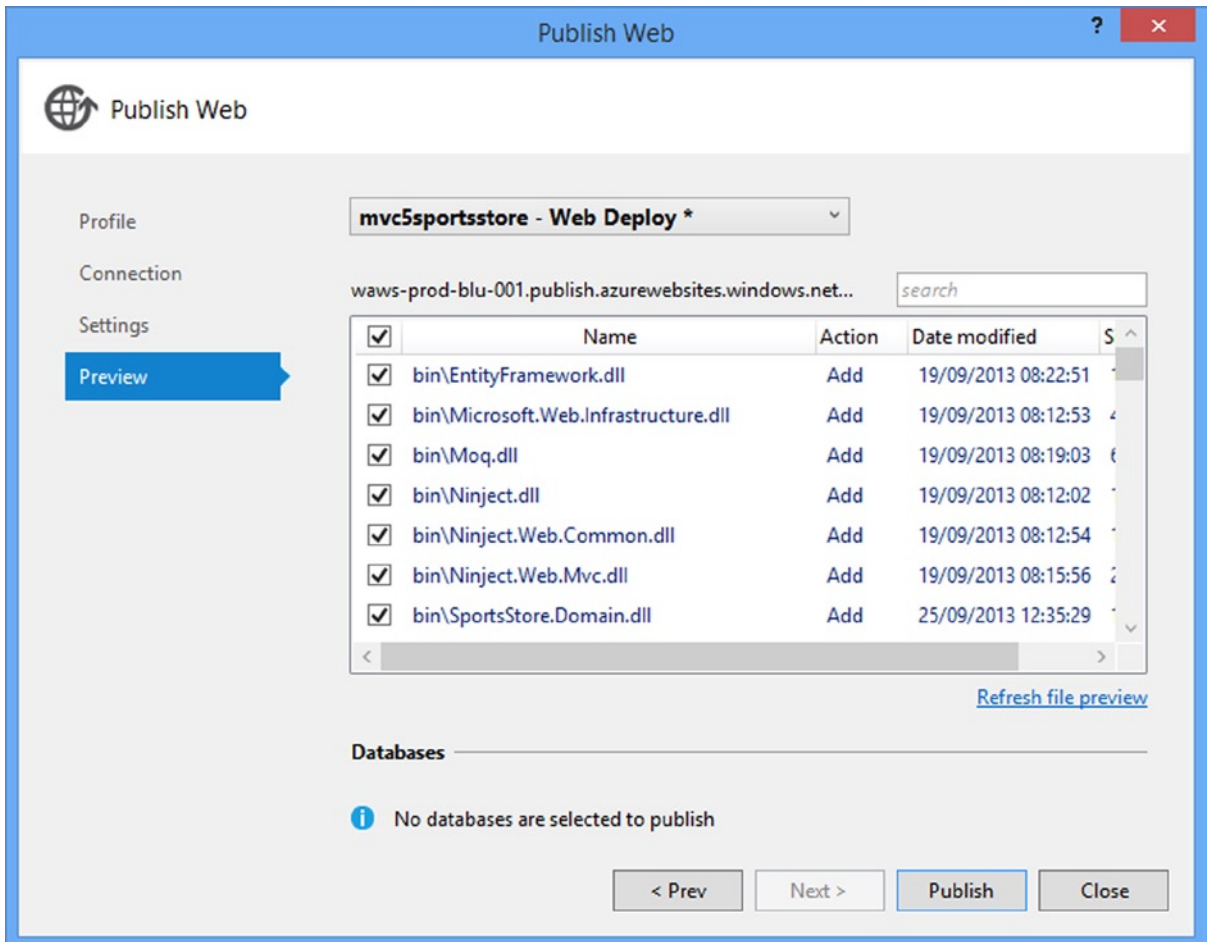 Publish Web
?
Publish Web
Profile
Connection
Settings
Preview
mvc5sportsstore - Web Deploy *
waws-prod-blu-001.publish.azurewebsites.windows.net...
search
Name Action Date modified S
bin\EntityFramework.dll Add 19/09/2013 08:22:51
bin\Microsoft.Web.Infrastructure.dll Add 19/09/2013 08:12:53
bin\Moq.dll Add 19/09/2013 08:19:03
bin\Ninject.dll Add 19/09/2013 08:12:02
bin\Ninject.Web.Common.dll Add 19/09/2013 08:12:54
bin\Ninject.Web.Mvc.dll Add 19/09/2013 08:15:56
bin\SportsStore.Domain.dll Add 25/09/2013 12:35:29
Refresh file preview
Databases
No databases are selected to publish
< Prev Next > Publish Close